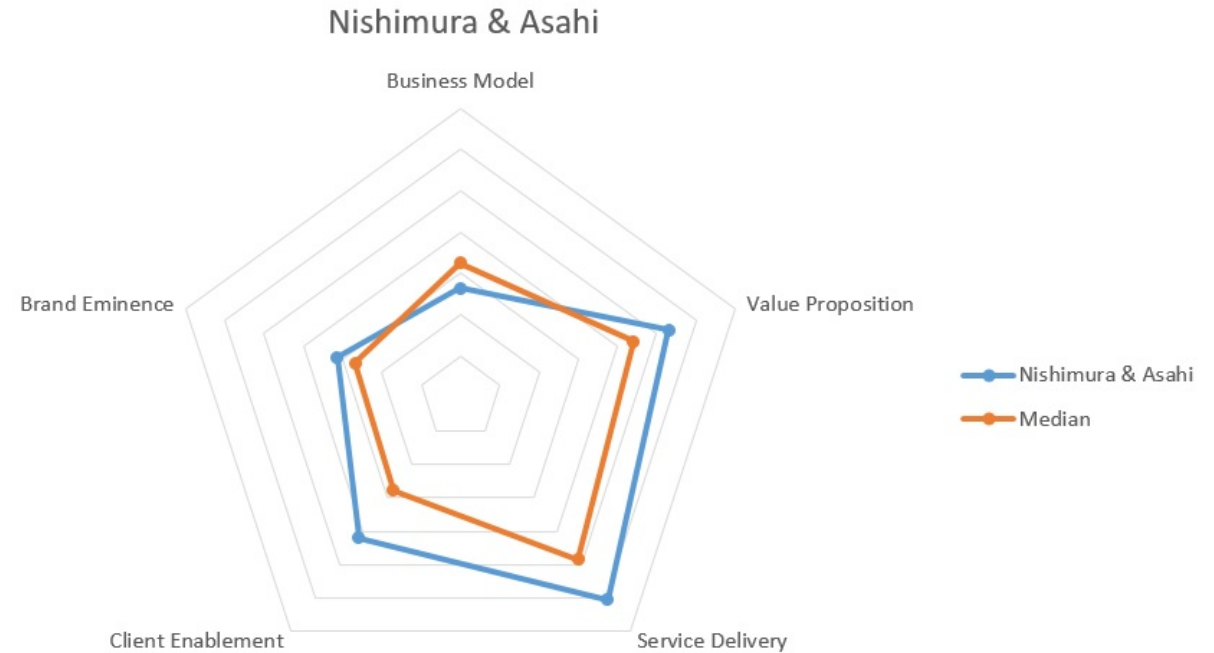 Nishimura & Asahi
Business Model
Brand Eminence
Value Proposition
Nishimura & Asahi
Median
Client Enablement
Service Delivery